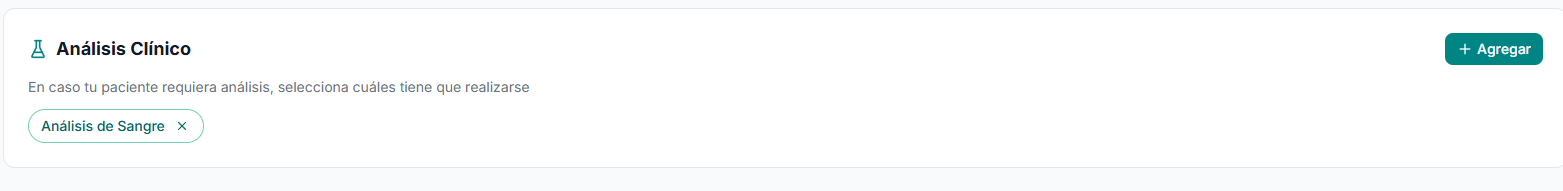 Análisis Clínico
+ Agregar
En caso tu paciente requiera análisis, selecciona cuáles tiene que realizarse
Análisis de Sangre ×